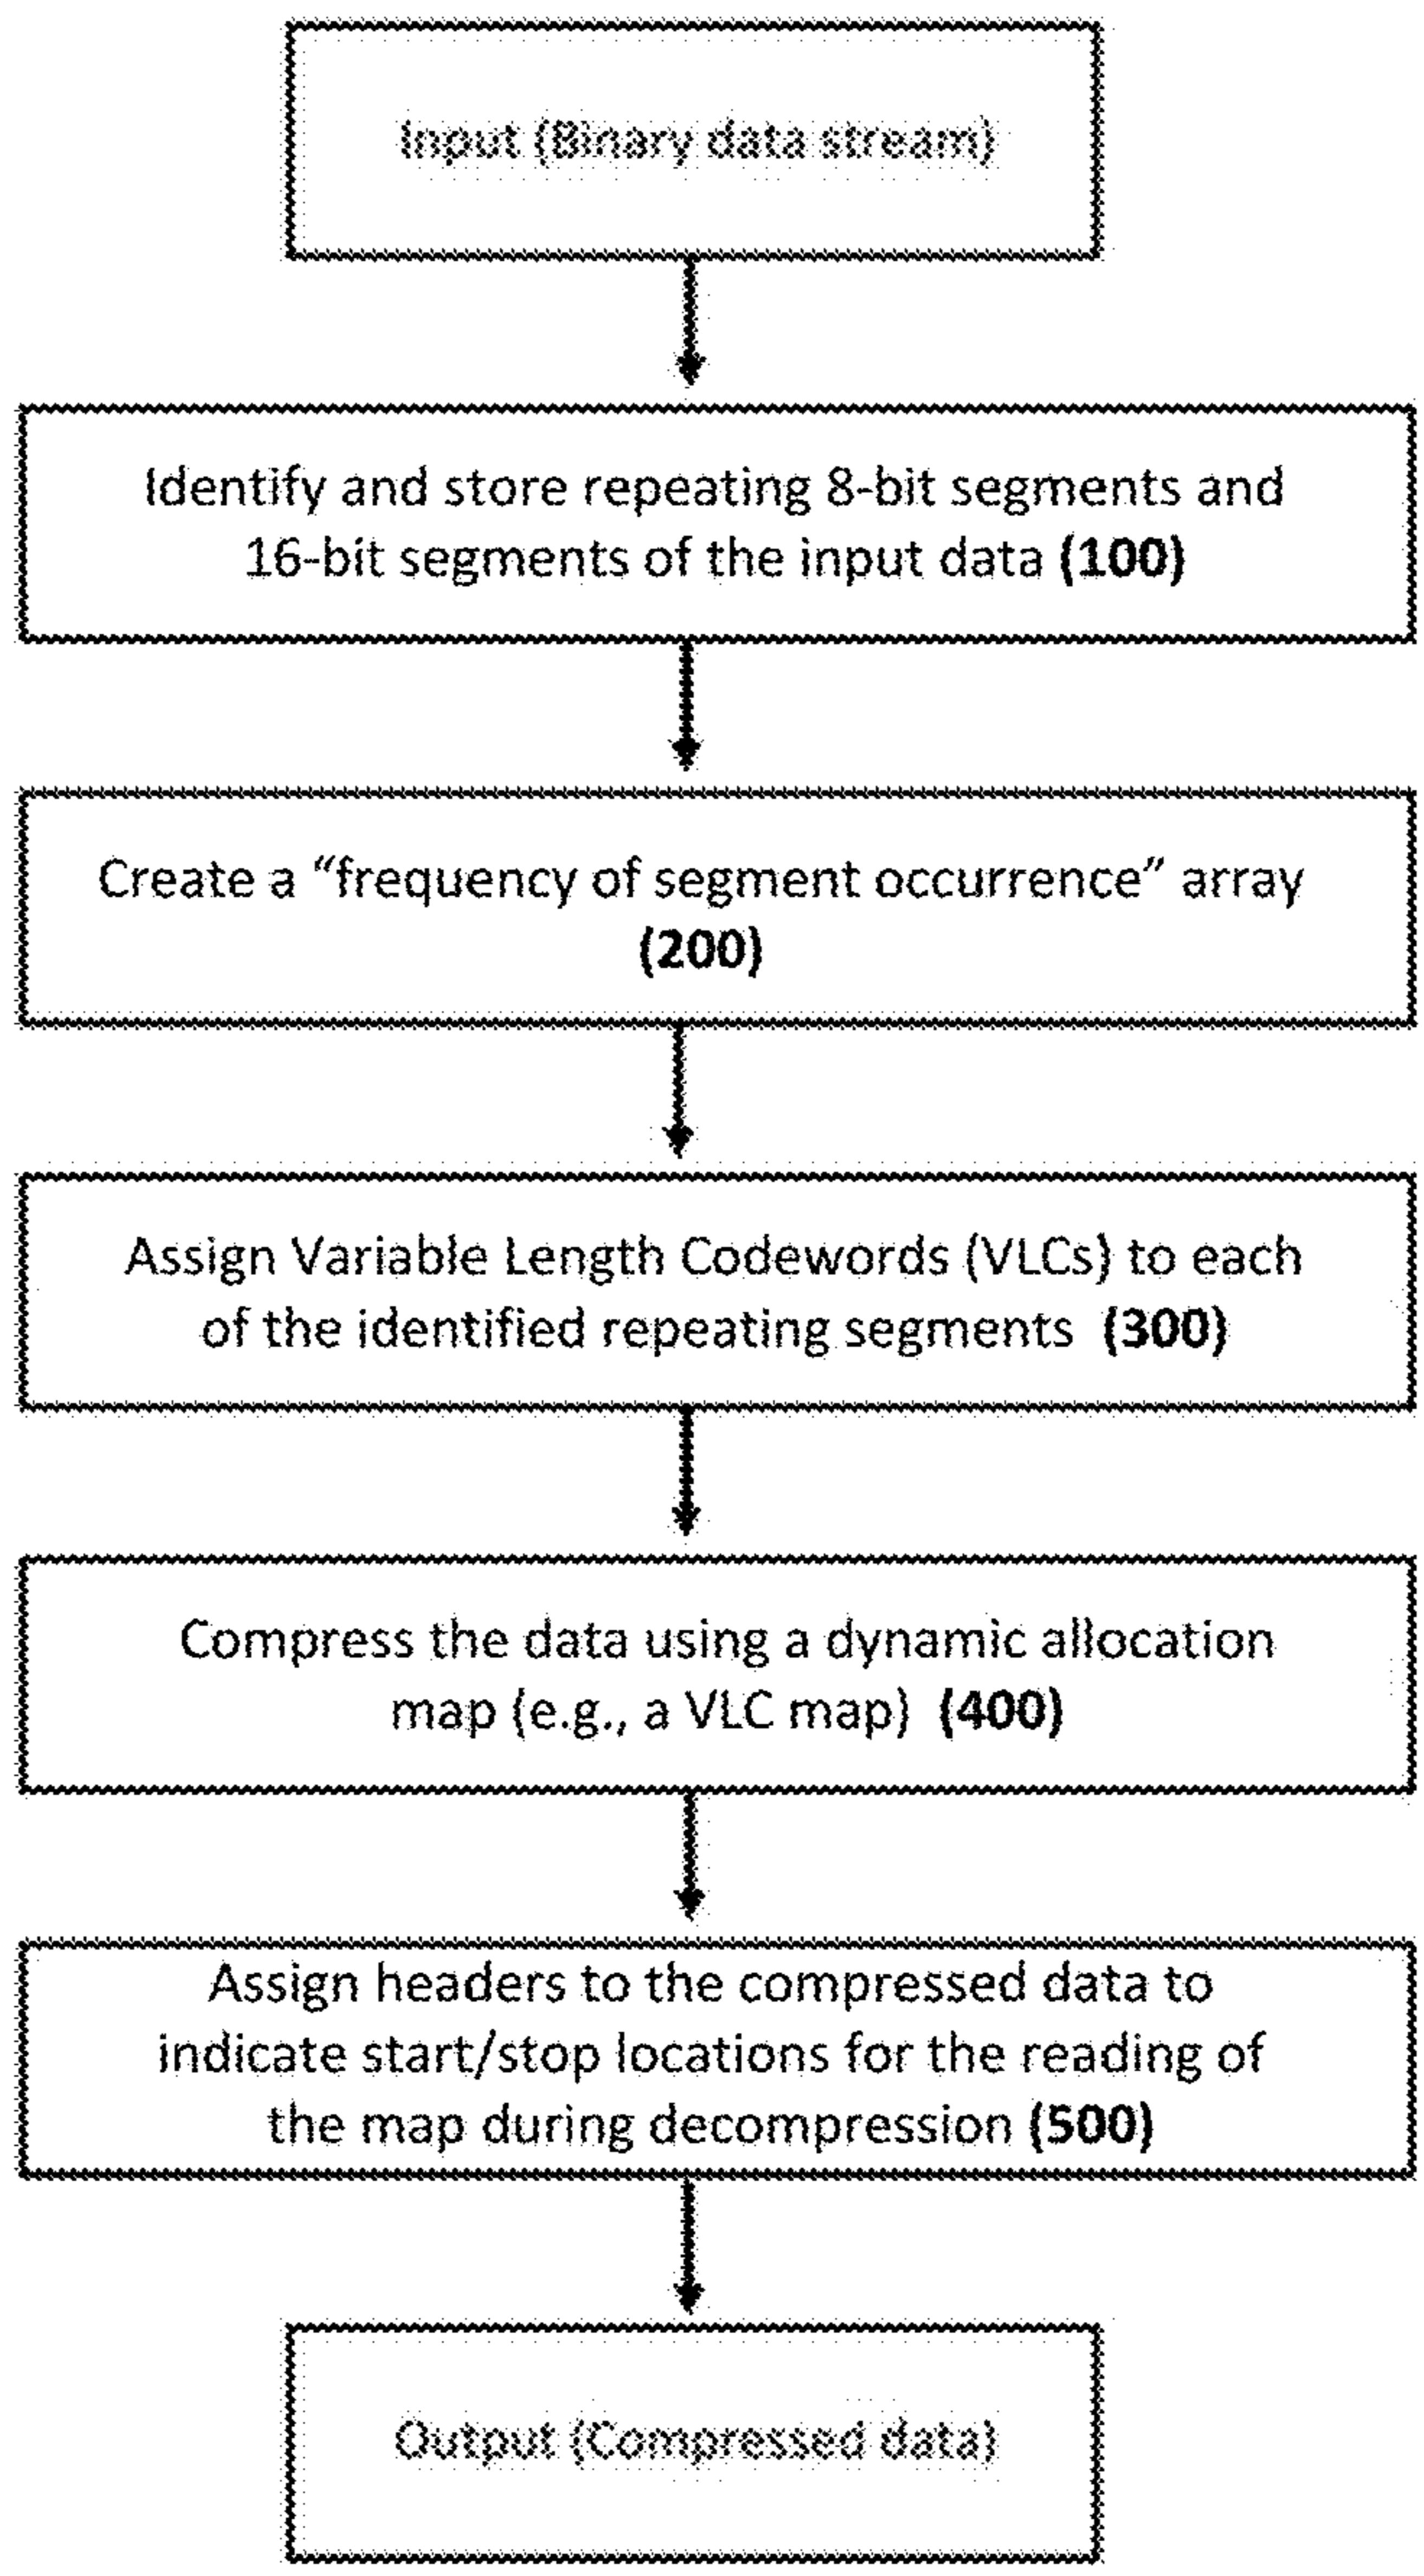 Input (Binary data stream)
Identify and store repeating 8-bit segments and
16-bit segments of the input data (100)
Create a “frequency of segment occurrence” array
(200)
Assign Variable Length Codewords (VLCs) to each
of the identified repeating segments (300)
Compress the data using a dynamic allocation
map (e.g., a VLC map) (400)
Assign headers to the compressed data to
indicate start/stop locations for the reading of
the map during decompression (500)
Output (Compressed data)